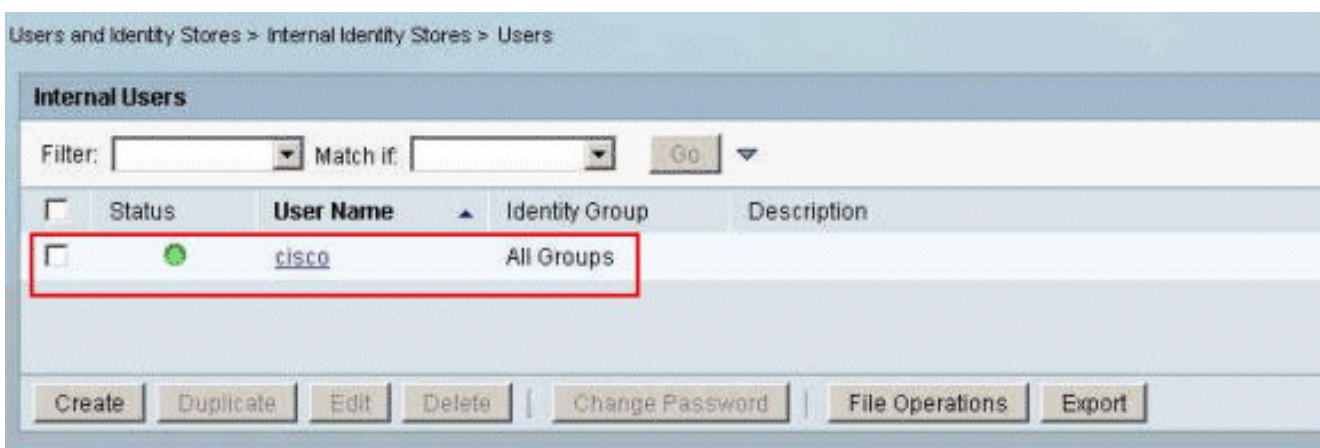 Users and Identity Stores > Internal Identity Stores > Users
Internal Users
Filter: Match if: Go
Status User Name Identity Group Description
cisco All Groups
Create Duplicate Edit Delete | Change Password | File Operations Export